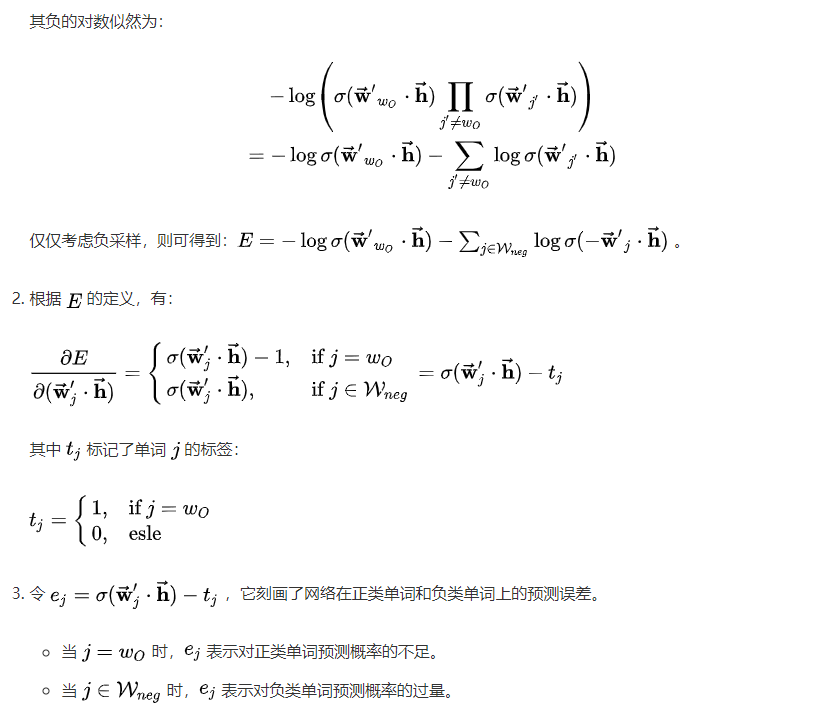 其负的对数似然为:
$-\log\left(\sigma(\vec{\mathbf{w}}'_{w_O}\cdot\vec{\mathbf{h}})\prod_{j'\neq w_O}\sigma(\vec{\mathbf{w}}'_{j'}\cdot\vec{\mathbf{h}})\right)$
$=-\log\sigma(\vec{\mathbf{w}}'_{w_O}\cdot\vec{\mathbf{h}})-\sum_{j'\neq w_O}\log\sigma(\vec{\mathbf{w}}'_{j'}\cdot\vec{\mathbf{h}})$
仅仅考虑负采样，则可得到: $E=-\log\sigma(\vec{\mathbf{w}}'_{w_O}\cdot\vec{\mathbf{h}})-\sum_{j\in\mathcal{W}_{neg}}\log\sigma(-\vec{\mathbf{w}}'_{j}\cdot\vec{\mathbf{h}})$ 。
2. 根据 $E$ 的定义，有:
$\frac{\partial E}{\partial(\vec{\mathbf{w}}'_j\cdot\vec{\mathbf{h}})}=\begin{cases}\sigma(\vec{\mathbf{w}}'_j\cdot\vec{\mathbf{h}})-1, & \text{if } j=w_O\\ \sigma(\vec{\mathbf{w}}'_j\cdot\vec{\mathbf{h}}), & \text{if } j\in\mathcal{W}_{neg}\end{cases}=\sigma(\vec{\mathbf{w}}'_j\cdot\vec{\mathbf{h}})-t_j$
其中 $t_j$ 标记了单词 $j$ 的标签:
$t_j=\begin{cases}1, & \text{if } j=w_O\\ 0, & \text{esle}\end{cases}$
3. 令 $e_j=\sigma(\vec{\mathbf{w}}'_j\cdot\vec{\mathbf{h}})-t_j$ ，它刻画了网络在正类单词和负类单词上的预测误差。
○ 当 $j=w_O$ 时，$e_j$ 表示对正类单词预测概率的不足。
○ 当 $j\in\mathcal{W}_{neg}$ 时，$e_j$ 表示对负类单词预测概率的过量。